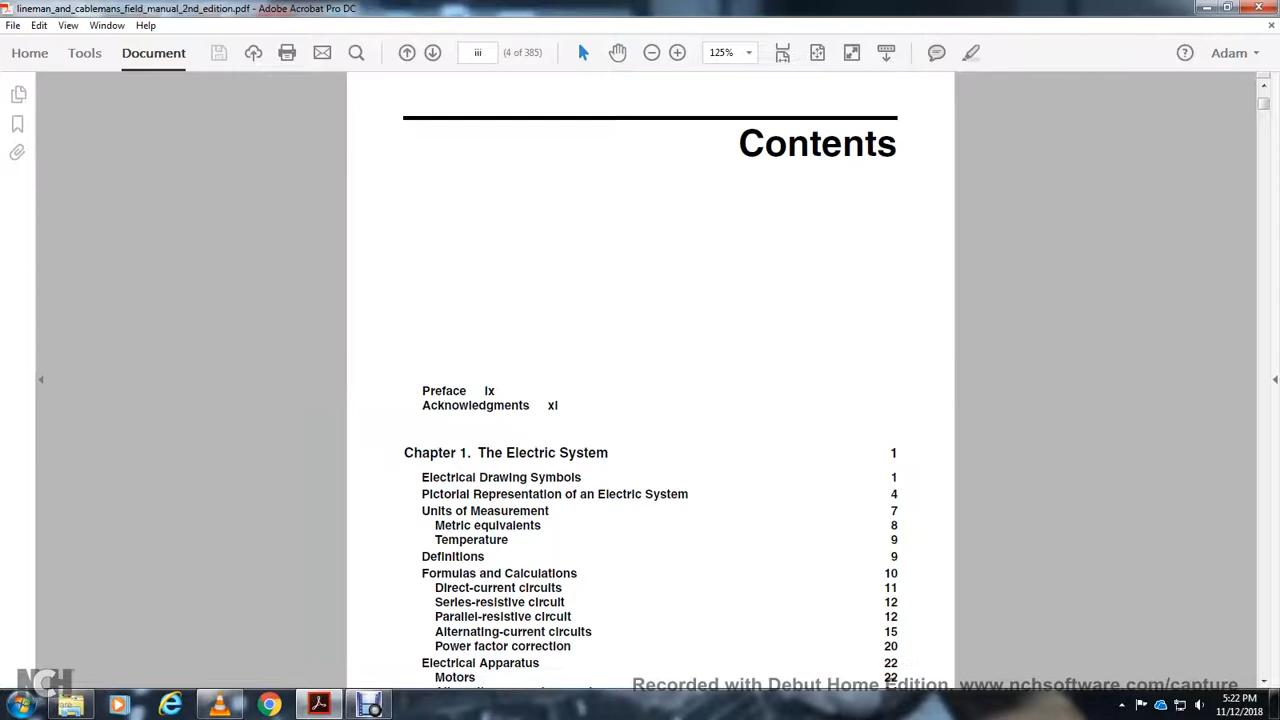 lineman_and_cablemans_field_manual_2nd_edition.pdf - Adobe Acrobat Pro DC
File Edit View Window Help
Home Tools Document iii (4 of 385) 125% Adam
Contents
Preface ix
Acknowledgments xi
Chapter 1. The Electric System 1
Electrical Drawing Symbols 1
Pictorial Representation of an Electric System 4
Units of Measurement 7
Metric equivalents 8
Temperature 9
Definitions 9
Formulas and Calculations 10
Direct-current circuits 11
Series-resistive circuit 12
Parallel-resistive circuit 12
Alternating-current circuits 15
Power factor correction 20
Electrical Apparatus 22
Motors 22
NCH
Recorded with Debut Home Edition. www.nchsoftware.com/capture
5:22 PM
11/12/2018